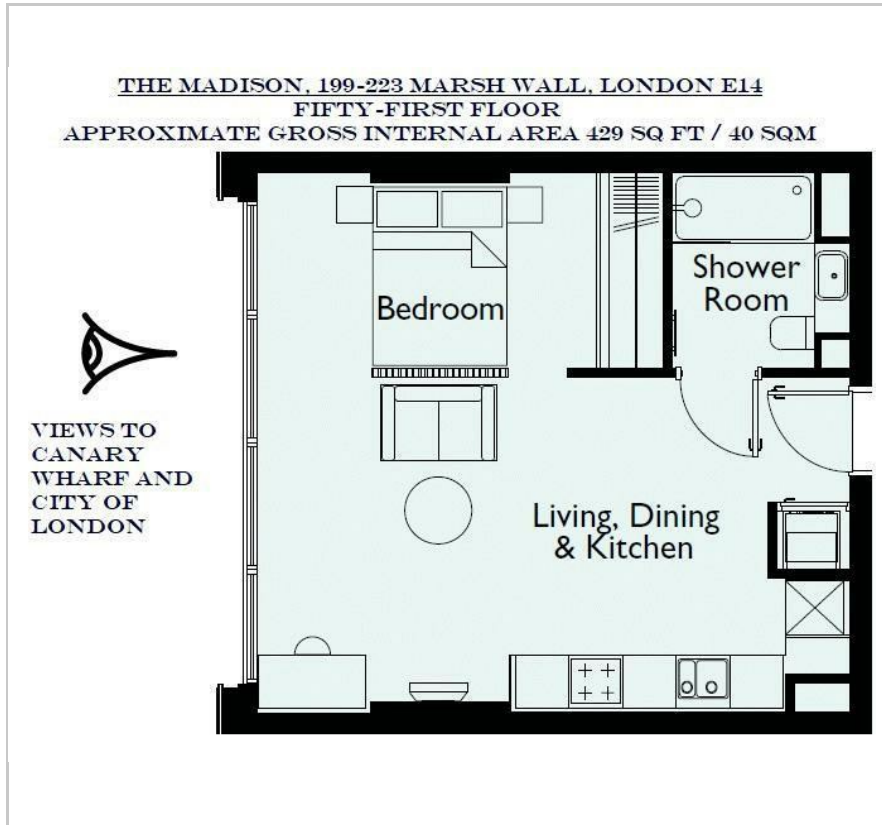 THE MADISON, 199-223 MARSH WALL, LONDON E14
FIFTY-FIRST FLOOR
APPROXIMATE GROSS INTERNAL AREA 429 SQ FT / 40 SQM
Shower
Room
Bedroom
VIEWS TO
CANARY
WHARF AND
CITY OF
LONDON
Living, Dining
& Kitchen